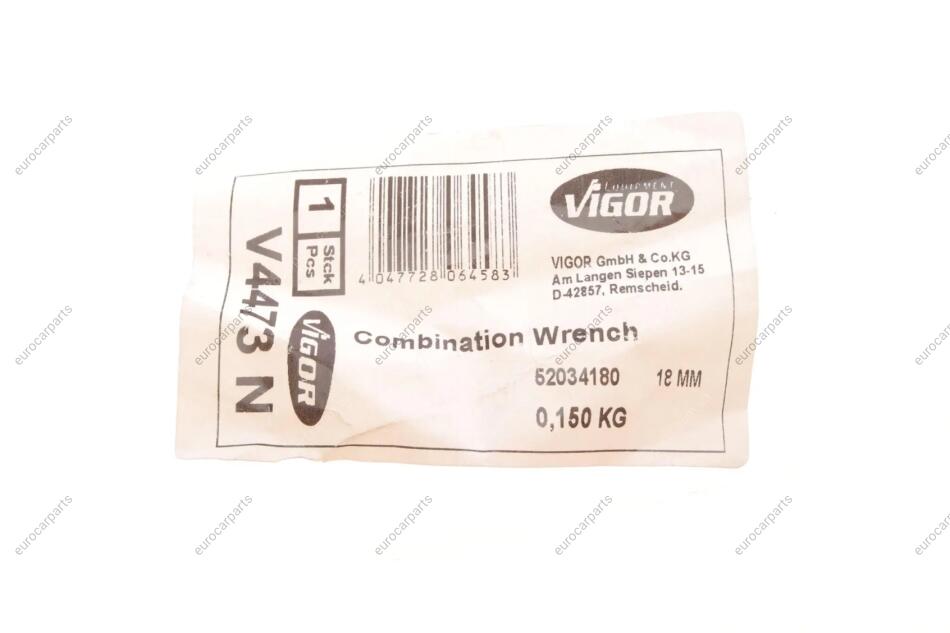 1 Stck
Pcs
4 047728 064583
EQUIPMENT
VIGOR
VIGOR GmbH & Co.KG
Am Langen Siepen 13-15
D-42857, Remscheid.
V4473 N
VIGOR
Combination Wrench
52034180 18 MM
0,150 KG
eurocarparts